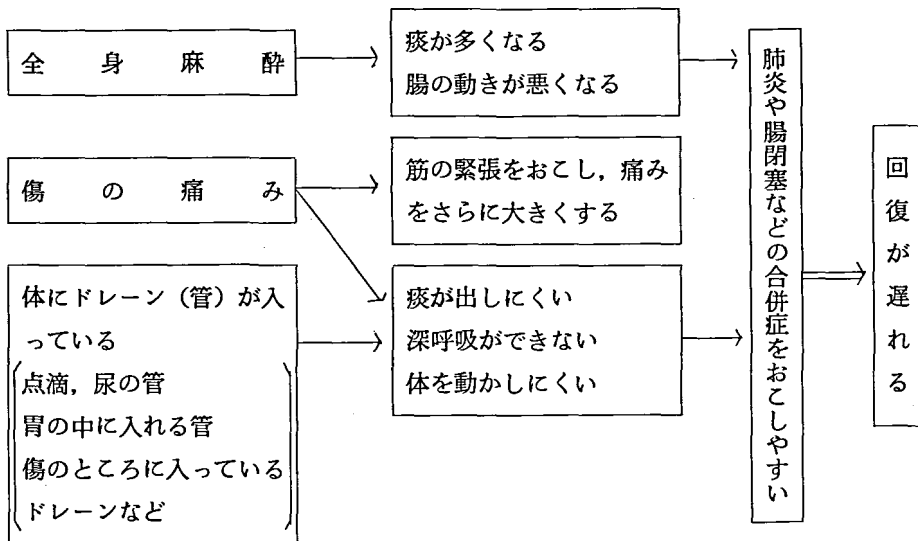 全身麻酔
痰が多くなる
腸の動きが悪くなる
傷の痛み
筋の緊張をおこし，痛み
をさらに大きくする
体にドレーン（管）が入
っている
点滴，尿の管
胃の中に入れる管
傷のところに入っている
ドレーンなど
痰が出しにくい
深呼吸ができない
体を動かしにくい
肺炎や腸閉塞などの合併症をおこしやすい
回復が遅れる